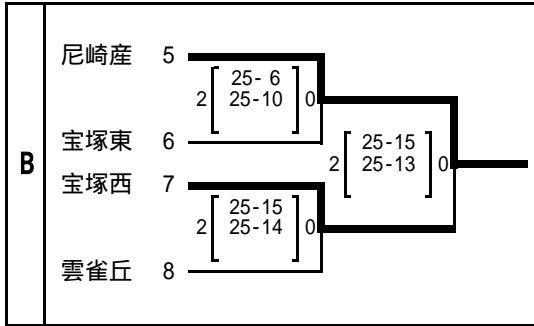 B
尼崎産 5
2 [ 25- 6 ] 0
25-10
宝塚東 6
宝塚西 7
2 [ 25-15 ] 0
25-14
雲雀丘 8
2 [ 25-15 ] 0
25-13